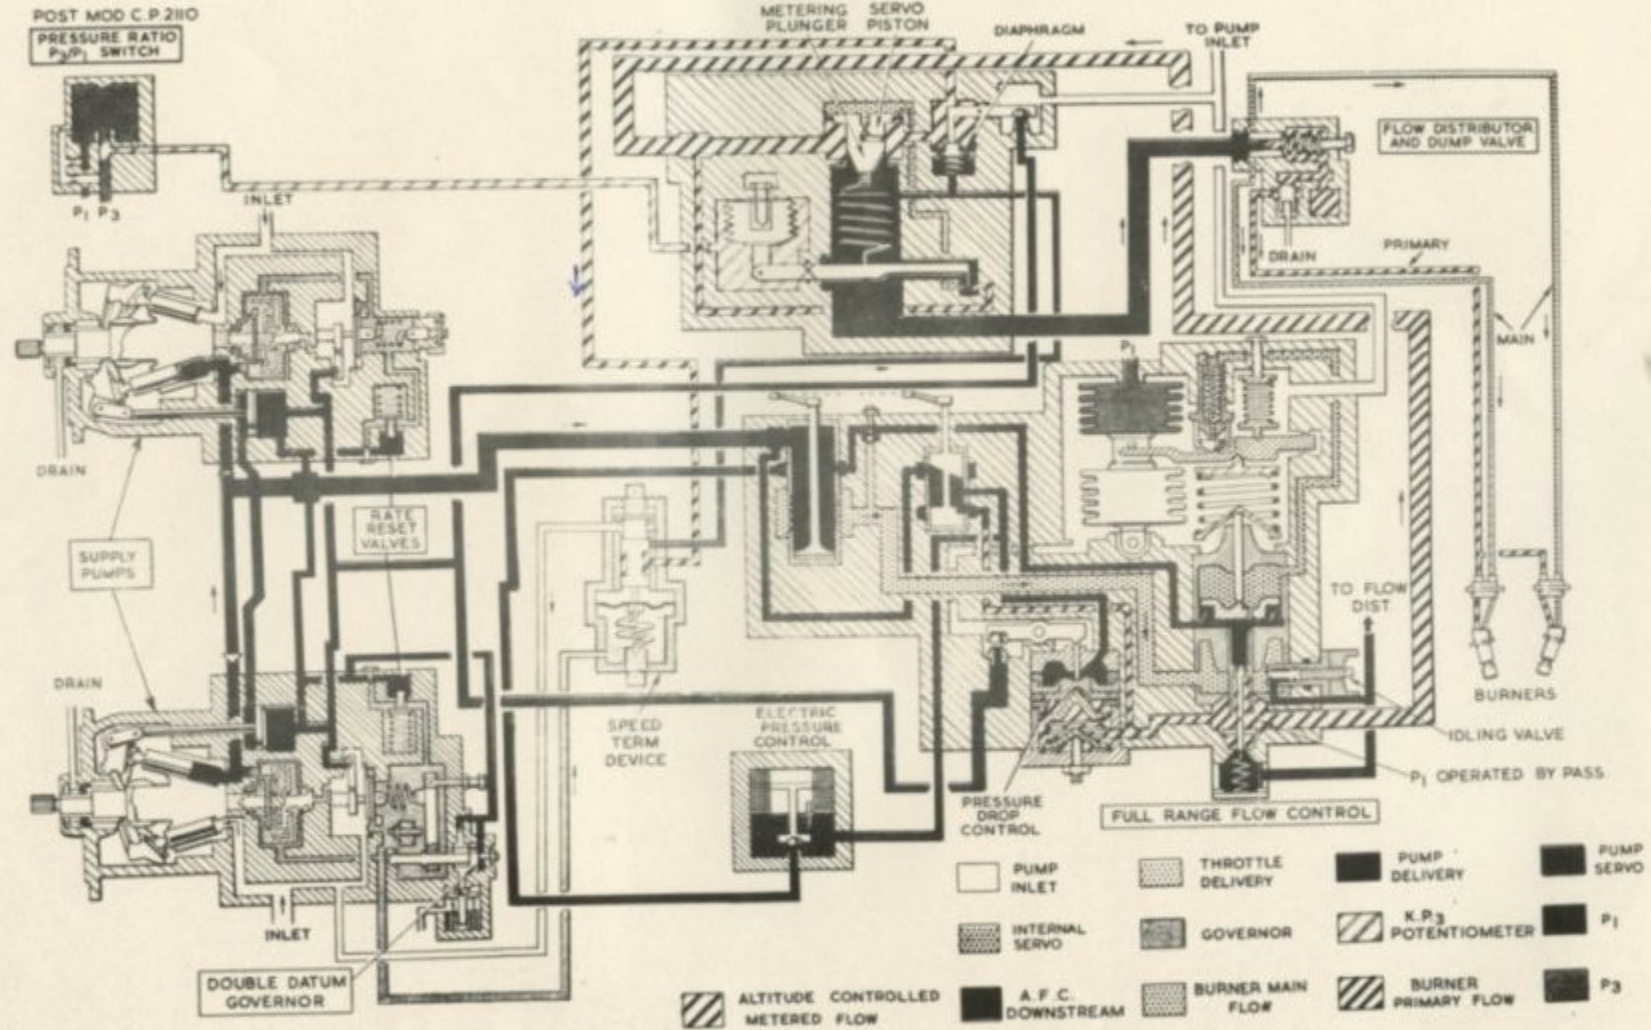 POST MOD C.P.2110
PRESSURE RATIO
P3/P1 SWITCH
P1 P3
METERING SERVO
PLUNGER PISTON
DIAPHRAGM
TO PUMP
INLET
FLOW DISTRIBUTOR
AND DUMP VALVE
INLET
DRAIN
PRIMARY
MAIN
P1
DRAIN
RATE
RESET
VALVES
SUPPLY
PUMPS
TO FLOW
DIST
BURNERS
DRAIN
SPEED
TERM
DEVICE
ELECTRIC
PRESSURE
CONTROL
IDLING VALVE
P1 OPERATED BY PASS
PRESSURE
DROP
CONTROL
FULL RANGE FLOW CONTROL
INLET
DOUBLE DATUM
GOVERNOR
PUMP
INLET
THROTTLE
DELIVERY
PUMP
DELIVERY
PUMP
SERVO
INTERNAL
SERVO
GOVERNOR
K.P.3
POTENTIOMETER
P1
ALTITUDE CONTROLLED
METERED FLOW
A.F.C.
DOWNSTREAM
BURNER MAIN
FLOW
BURNER
PRIMARY FLOW
P3